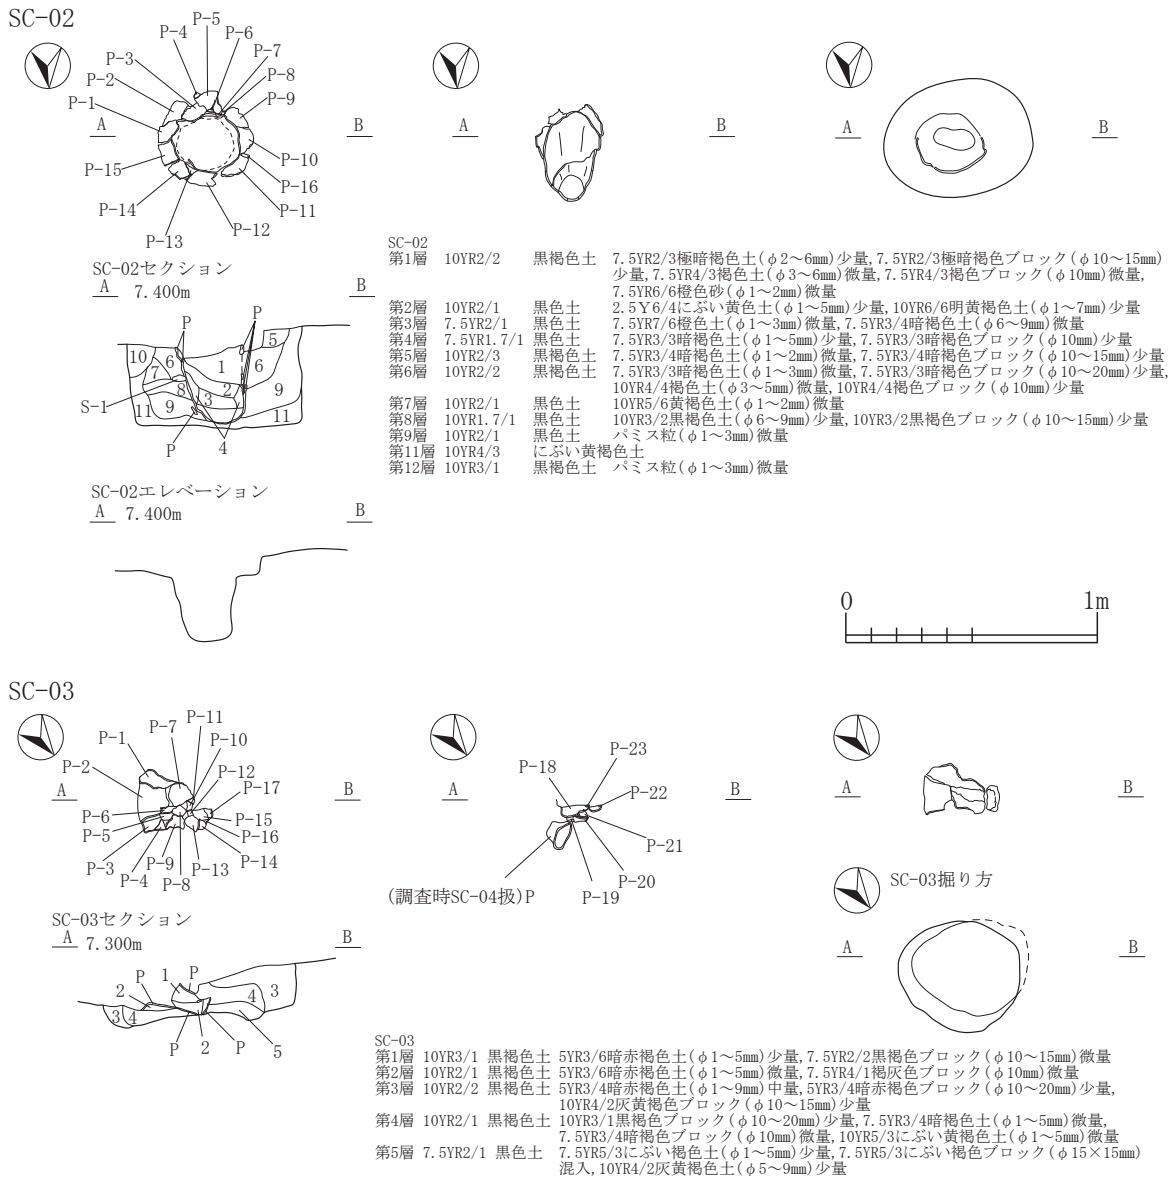 SC-02
P-5
P-4
P-6
P-3
P-7
P-2
P-8
P-1
P-9
A
B
P-10
P-15
P-16
P-14
P-11
P-12
P-13
A
B
A
B
SC-02セクション
A 7.400m
B
P
P
5
10
6
1
6
7
8
2
9
3
S-1
11
9
11
P
4
SC-02エレベーション
A 7.400m
B
SC-02
第1層 10YR2/2 黒褐色土 7.5YR2/3極暗褐色土(φ2～6㎜)少量,7.5YR2/3極暗褐色ブロック(φ10～15㎜)
少量,7.5YR4/3褐色土(φ3～6㎜)微量,7.5YR4/3褐色ブロック(φ10㎜)微量,
7.5YR6/6橙色砂(φ1～2㎜)微量
第2層 10YR2/1 黒色土 2.5Y6/4にぶい黄色土(φ1～5㎜)少量,10YR6/6明黄褐色土(φ1～7㎜)少量
第3層 7.5YR2/1 黒色土 7.5YR7/6橙色土(φ1～3㎜)微量,7.5YR3/4暗褐色土(φ6～9㎜)微量
第4層 7.5YR1.7/1 黒色土 7.5YR3/3暗褐色土(φ1～5㎜)少量,7.5YR3/3暗褐色ブロック(φ10㎜)少量
第5層 10YR2/3 黒褐色土 7.5YR3/4暗褐色土(φ1～2㎜)微量,7.5YR3/4暗褐色ブロック(φ10～15㎜)少量
第6層 10YR2/2 黒褐色土 7.5YR3/3暗褐色土(φ1～3㎜)微量,7.5YR3/3暗褐色ブロック(φ10～20㎜)少量,
10YR4/4褐色土(φ3～5㎜)微量,10YR4/4褐色ブロック(φ10㎜)少量
第7層 10YR2/1 黒色土 10YR5/6黄褐色土(φ1～2㎜)微量
第8層 10YR1.7/1 黒色土 10YR3/2黒褐色土(φ6～9㎜)少量,10YR3/2黒褐色ブロック(φ10～15㎜)少量
第9層 10YR2/1 黒色土 パミス粒(φ1～3㎜)微量
第11層 10YR4/3 にぶい黄褐色土
第12層 10YR3/1 黒褐色土 パミス粒(φ1～3㎜)微量
0 1m
SC-03
P-11
P-7
P-1
P-10
P-2
P-12
P-17
A
B
P-6
P-15
P-5
P-16
P-3
P-9
P-13
P-14
P-4
P-8
P-23
P-18
A
P-22
B
P-21
P-20
(調査時SC-04扱)P
P-19
A
B
SC-03掘り方
A
B
SC-03セクション
A 7.300m
B
1
P
P
2
4
3
3
4
P
2
P
5
SC-03
第1層 10YR3/1 黒褐色土 5YR3/6暗赤褐色土(φ1～5㎜)少量,7.5YR2/2黒褐色ブロック(φ10～15㎜)微量
第2層 10YR2/1 黒褐色土 5YR3/6暗赤褐色土(φ1～5㎜)微量,7.5YR4/1褐灰色ブロック(φ10㎜)微量
第3層 10YR2/2 黒褐色土 5YR3/4暗赤褐色土(φ1～9㎜)中量,5YR3/4暗赤褐色ブロック(φ10～20㎜)少量,
10YR4/2灰黄褐色ブロック(φ10～15㎜)少量
第4層 10YR2/1 黒褐色土 10YR3/1黒褐色ブロック(φ10～20㎜)少量,7.5YR3/4暗褐色土(φ1～5㎜)微量,
7.5YR3/4暗褐色ブロック(φ10㎜)微量,10YR5/3にぶい黄褐色土(φ1～5㎜)微量
第5層 7.5YR2/1 黒色土 7.5YR5/3にぶい褐色土(φ1～5㎜)少量,7.5YR5/3にぶい褐色ブロック(φ15×15㎜)
混入,10YR4/2灰黄褐色土(φ5～9㎜)少量